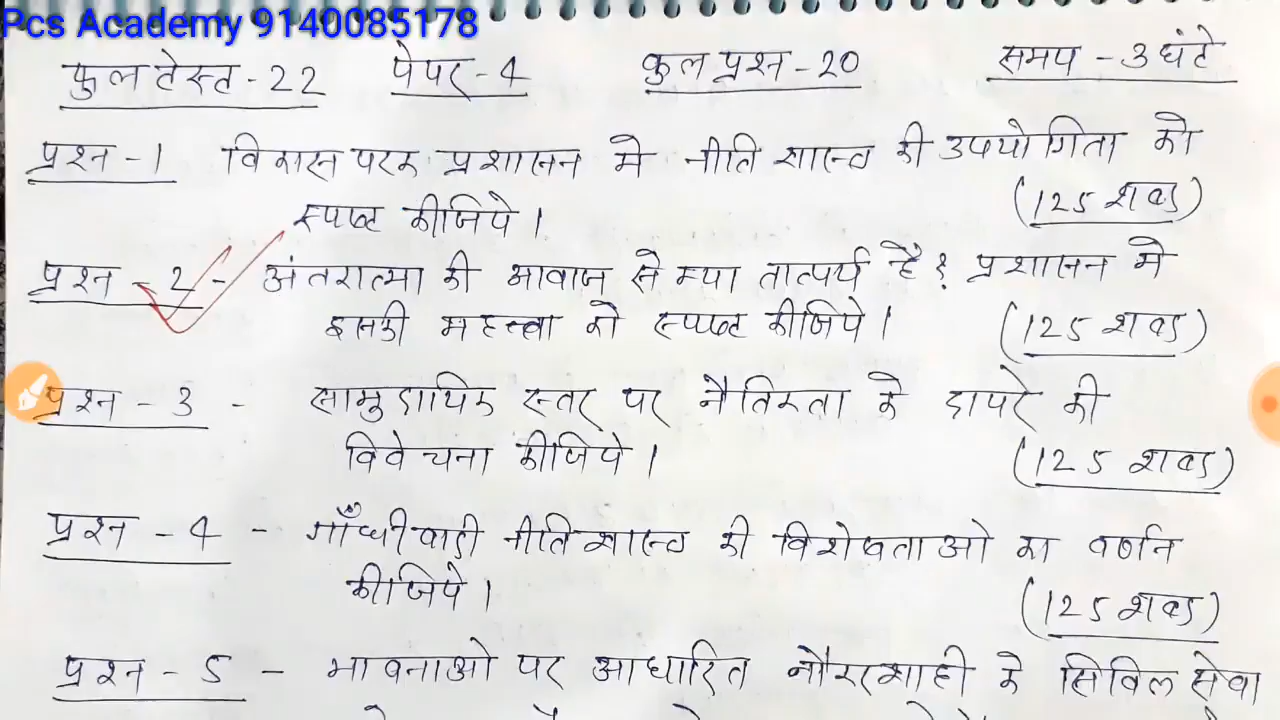 Pcs Academy 9140085178
फुल टेस्ट - 22 पेपर - 4 कुल प्रश्न - 20 समय - 3 घंटे
प्रश्न - 1 विकास परक प्रशासन में नीति शास्त्र की उपयोगिता को
स्पष्ट कीजिये। (125 शब्द)
प्रश्न - 2 - अंतरात्मा की आवाज से क्या तात्पर्य है? प्रशासन मे
इसकी महत्त्वा को स्पष्ट कीजिये। (125 शब्द)
प्रश्न - 3 - सामुदायिक स्तर पर नैतिकता के दायरे की
विवेचना कीजिये। (125 शब्द)
प्रश्न - 4 - गाँधीवादी नीतिशास्त्र की विशेषताओ का वर्णन
कीजिये। (125 शब्द)
प्रश्न - 5 - भावनाओ पर आधारित नौकरशाही के सिविल सेवा